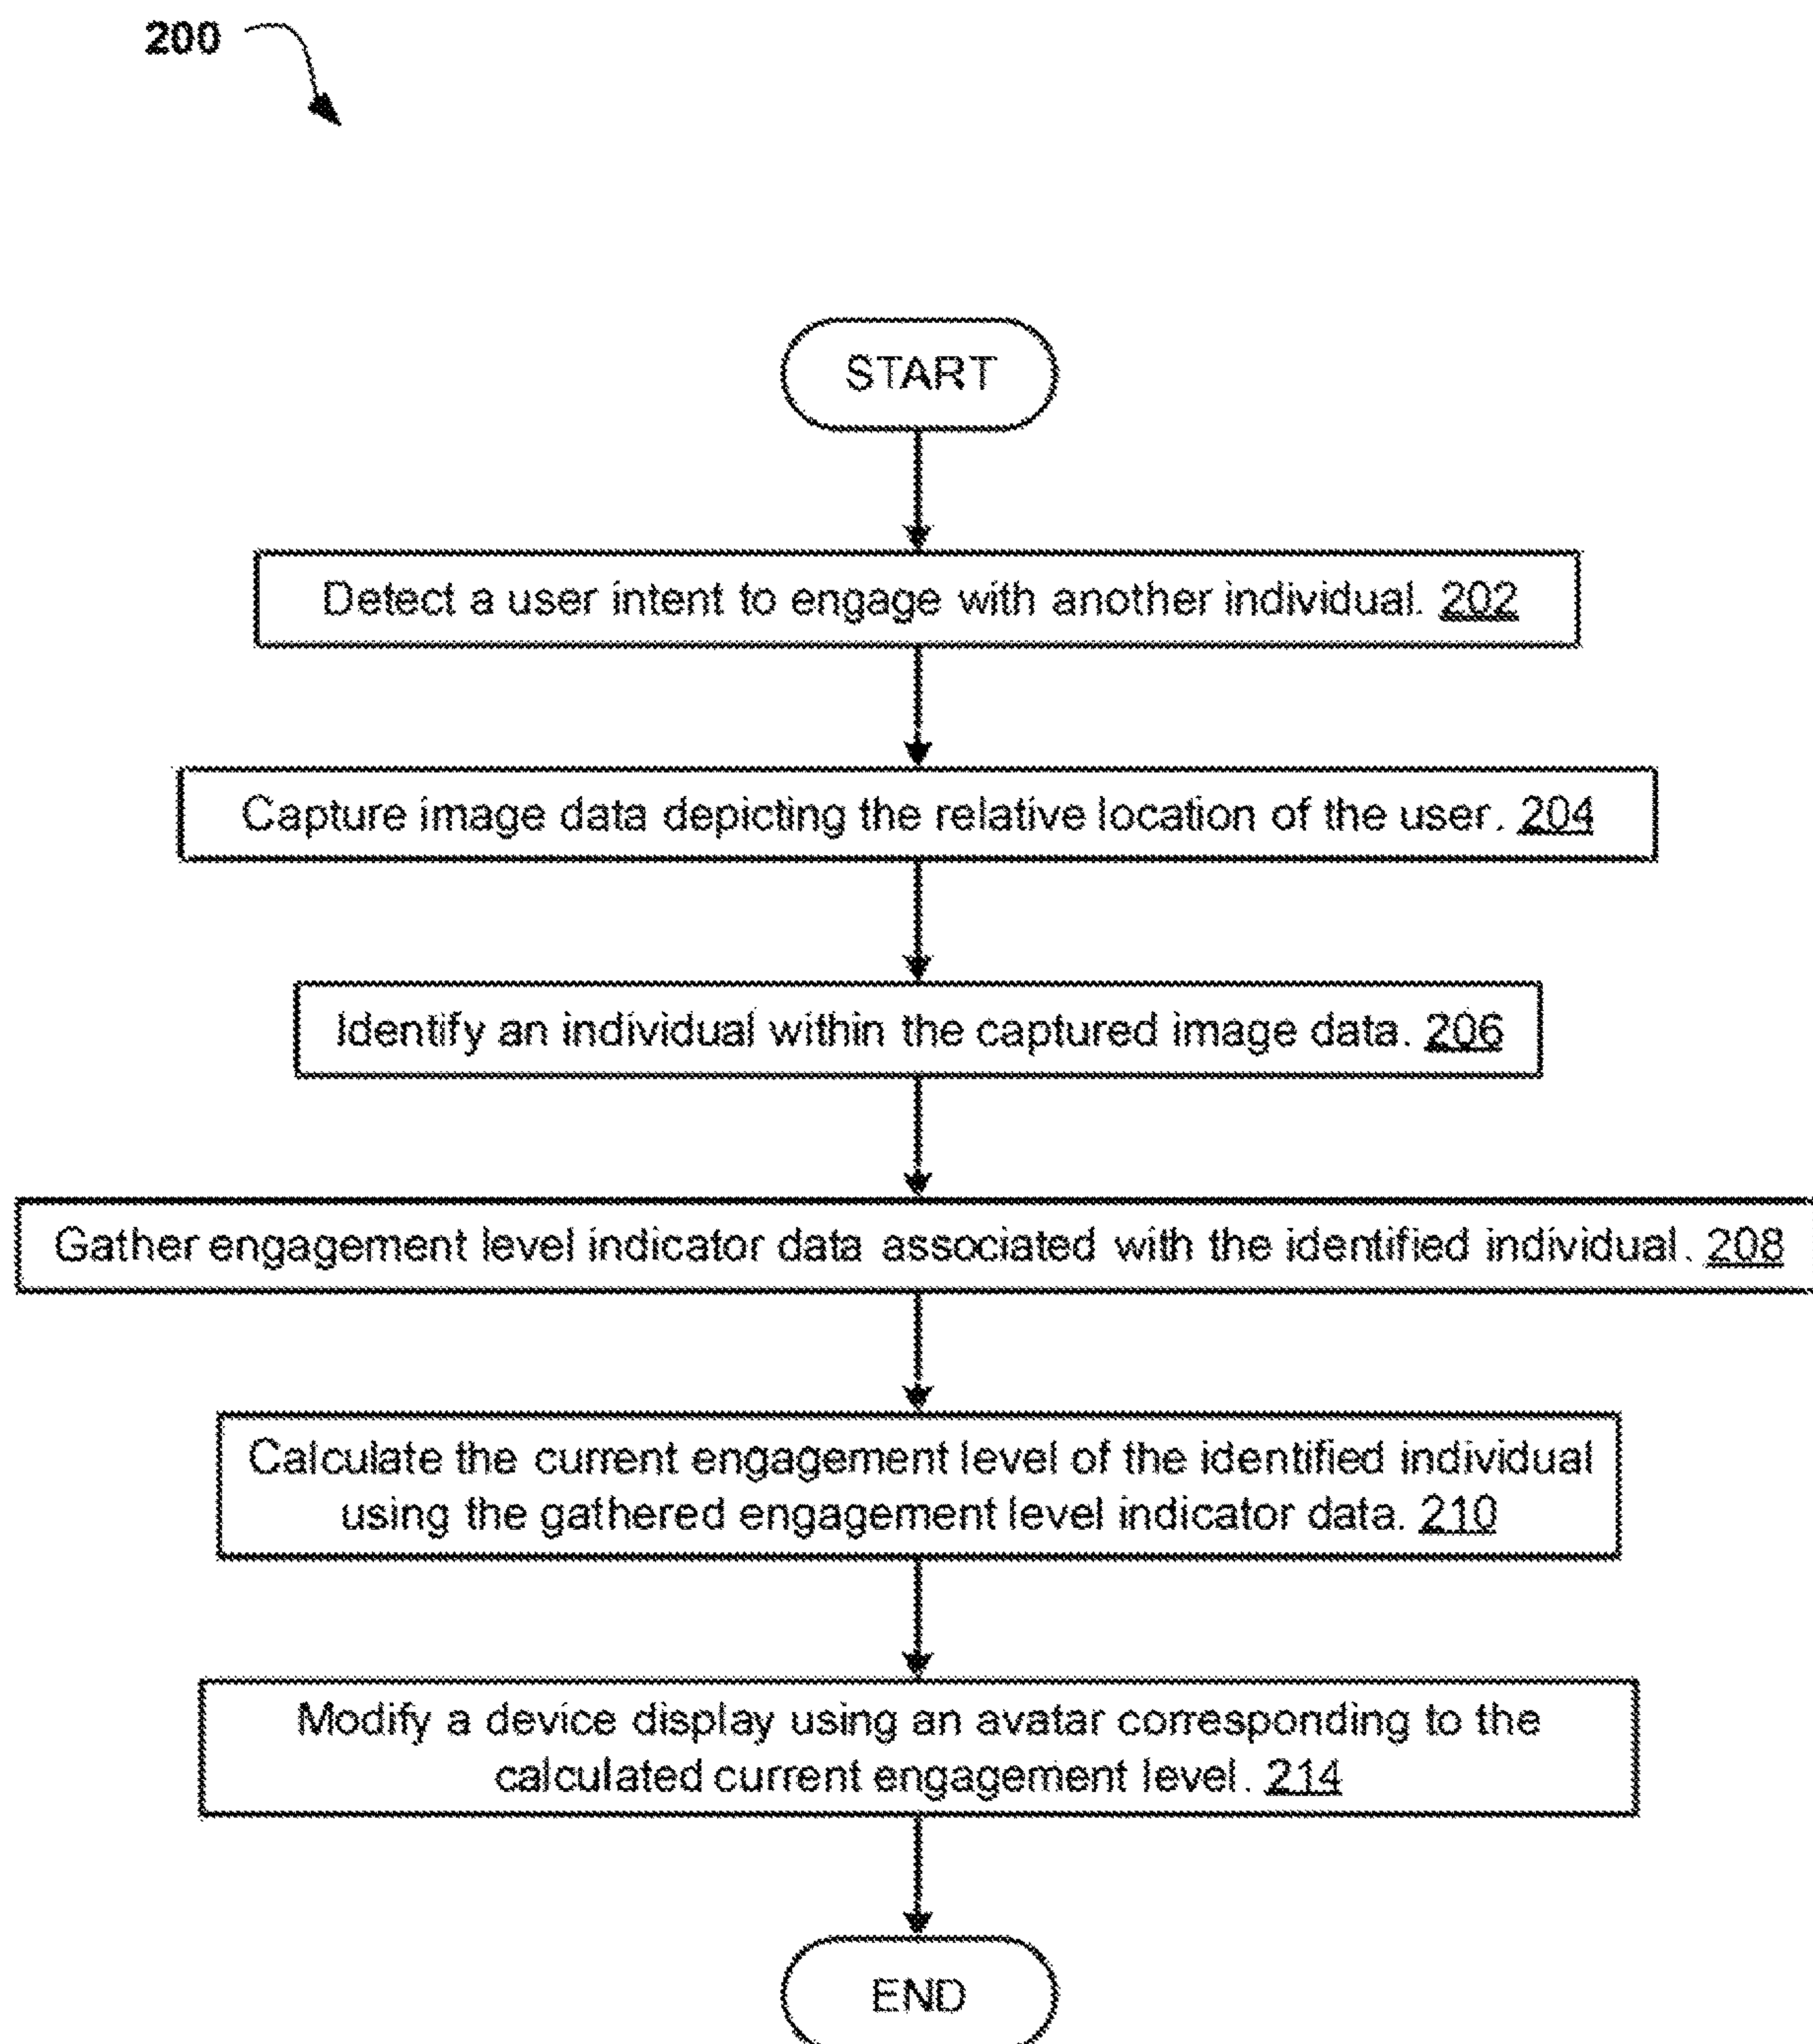 200
START
Detect a user intent to engage with another individual. 202
Capture image data depicting the relative location of the user. 204
Identify an individual within the captured image data. 206
Gather engagement level indicator data associated with the identified individual. 208
Calculate the current engagement level of the identified individual
using the gathered engagement level indicator data. 210
Modify a device display using an avatar corresponding to the
calculated current engagement level. 214
END